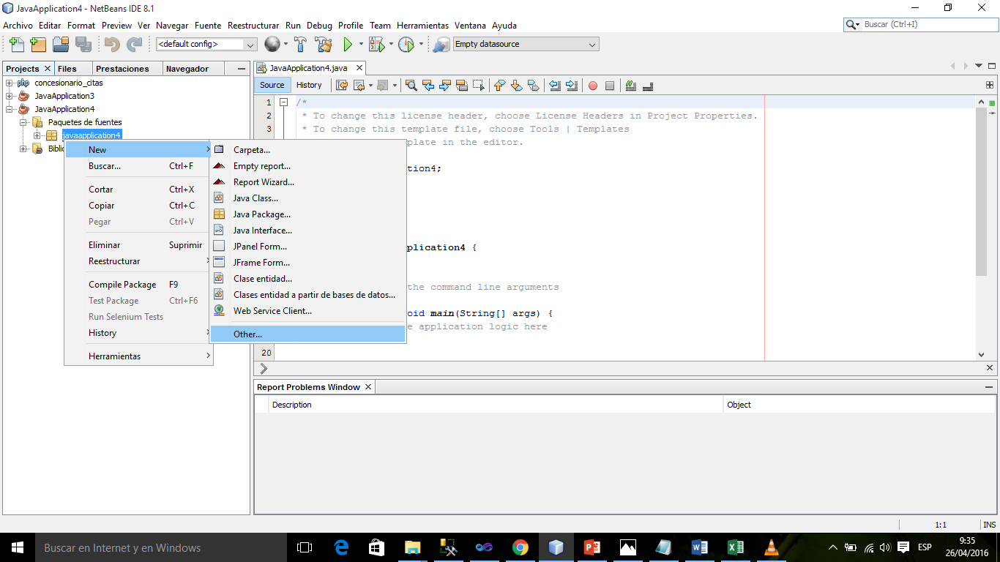 JavaApplication4 - NetBeans IDE 8.1
Archivo Editar Format Preview Ver Navegar Fuente Reestructurar Run Debug Profile Team Herramientas Ventana Ayuda
Buscar (Ctrl+I)
<default config>
Empty datasource
Projects Files Prestaciones Navegador
JavaApplication4.java
Source History
php concesionario_citas
JavaApplication3
JavaApplication4
Paquetes de fuentes
javaapplication4
Bibli
New
Buscar... Ctrl+F
Cortar Ctrl+X
Copiar Ctrl+C
Pegar Ctrl+V
Eliminar Suprimir
Reestructurar
Compile Package F9
Test Package Ctrl+F6
Run Selenium Tests
History
Herramientas
Carpeta...
Empty report...
Report Wizard...
Java Class...
Java Package...
Java Interface...
JPanel Form...
JFrame Form...
Clase entidad...
Clases entidad a partir de bases de datos...
Web Service Client...
Other...
1 /*
2 * To change this license header, choose License Headers in Project Properties.
3 * To change this template file, choose Tools | Templates
plate in the editor.
tion4;
plication4 {
the command line arguments
oid main(String[] args) {
e application logic here
20
Report Problems Window
Description Object
1:1 INS
Buscar en Internet y en Windows
ESP
9:35
26/04/2016